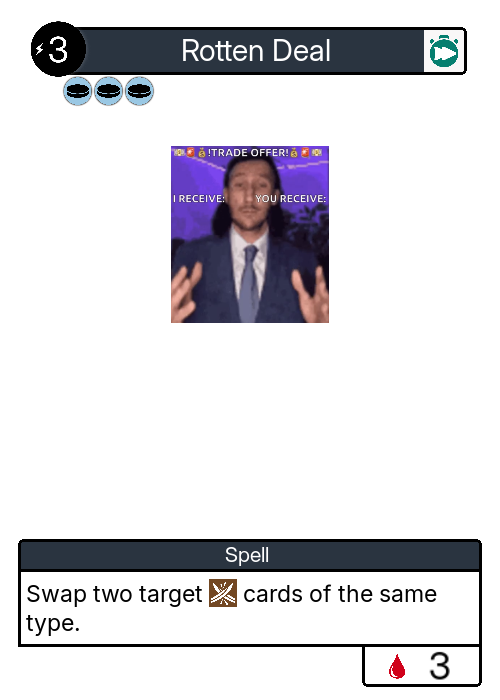 3
Rotten Deal
!TRADE OFFER!
I RECEIVE: YOU RECEIVE:
Spell
Swap two target cards of the same
type.
3